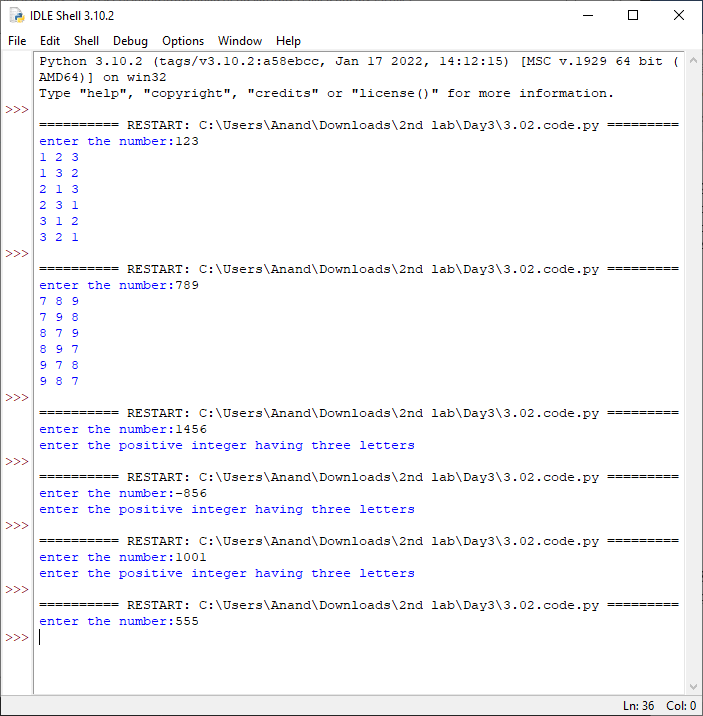 IDLE Shell 3.10.2
File Edit Shell Debug Options Window Help
Python 3.10.2 (tags/v3.10.2:a58ebcc, Jan 17 2022, 14:12:15) [MSC v.1929 64 bit (
AMD64)] on win32
Type "help", "copyright", "credits" or "license()" for more information.
>>>
========== RESTART: C:\Users\Anand\Downloads\2nd lab\Day3\3.02.code.py =========
enter the number:123
1 2 3
1 3 2
2 1 3
2 3 1
3 1 2
3 2 1
>>>
========== RESTART: C:\Users\Anand\Downloads\2nd lab\Day3\3.02.code.py =========
enter the number:789
7 8 9
7 9 8
8 7 9
8 9 7
9 7 8
9 8 7
>>>
========== RESTART: C:\Users\Anand\Downloads\2nd lab\Day3\3.02.code.py =========
enter the number:1456
enter the positive integer having three letters
>>>
========== RESTART: C:\Users\Anand\Downloads\2nd lab\Day3\3.02.code.py =========
enter the number:-856
enter the positive integer having three letters
>>>
========== RESTART: C:\Users\Anand\Downloads\2nd lab\Day3\3.02.code.py =========
enter the number:1001
enter the positive integer having three letters
>>>
========== RESTART: C:\Users\Anand\Downloads\2nd lab\Day3\3.02.code.py =========
enter the number:555
>>>
Ln: 36 Col: 0